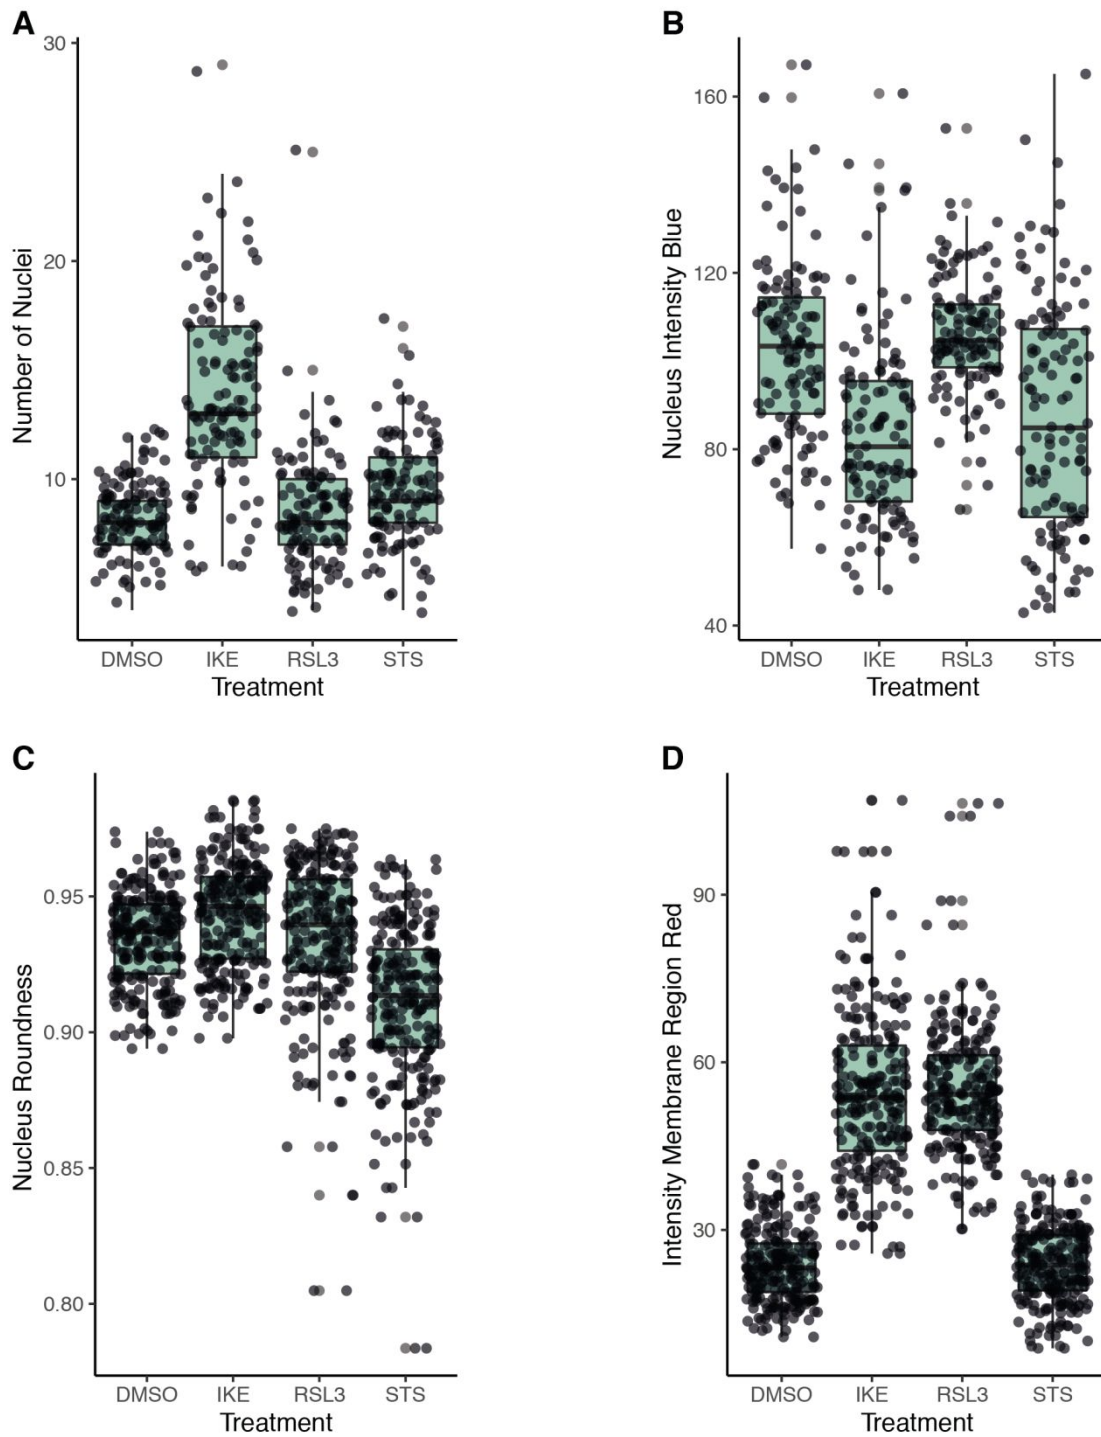 A
Number of Nuclei
30
20
10
DMSO IKE RSL3 STS
Treatment
B
Nucleus Intensity Blue
160
120
80
40
DMSO IKE RSL3 STS
Treatment
C
Nucleus Roundness
0.95
0.90
0.85
0.80
DMSO IKE RSL3 STS
Treatment
D
Intensity Membrane Region Red
90
60
30
DMSO IKE RSL3 STS
Treatment